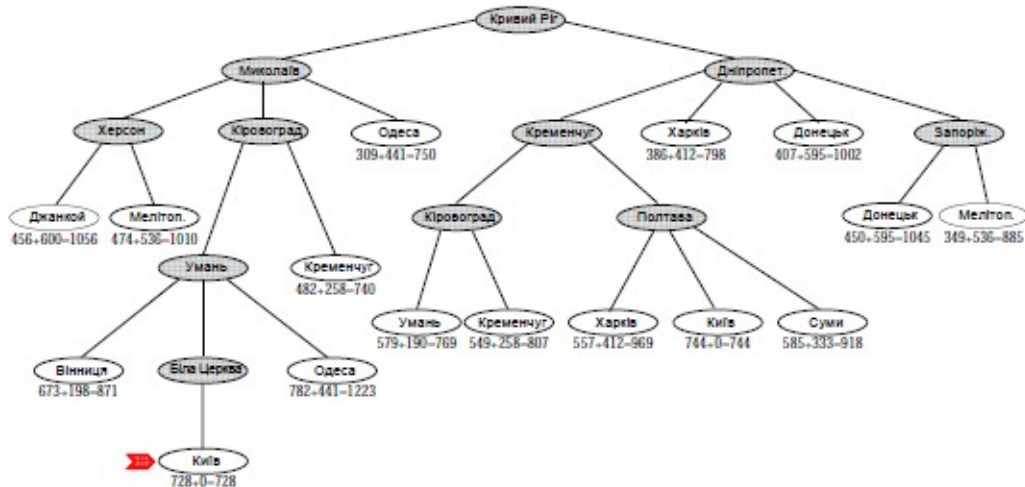 Кривий Ріг
Миколаїв
Дніпропет.
Херсон
Кіровоград
Одеса
309+441–750
Кременчуг
Харків
386+412–798
Донецьк
407+595–1002
Запоріж.
Джанкой
456+600–1056
Мелітоп.
474+536–1010
Кіровоград
Полтава
Донецьк
450+595–1045
Мелітоп.
349+536–885
Умань
Кременчуг
482+258–740
Умань
579+190–769
Кременчуг
549+258–807
Харків
557+412–969
Київ
744+0–744
Суми
585+333–918
Вінниця
673+198–871
Біла Церква
Одеса
782+441–1223
Київ
728+0–728